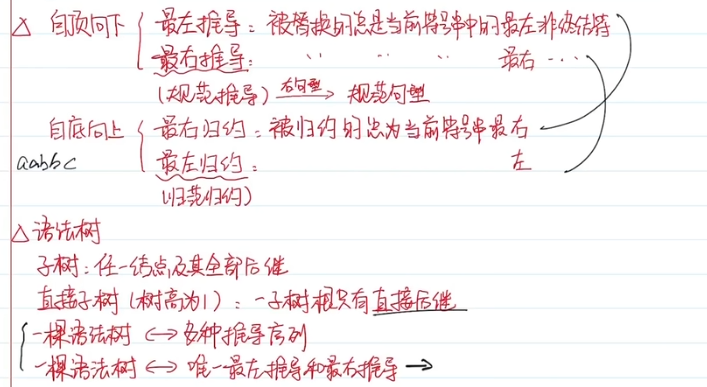 △ 自顶向下 { 最左推导：被替换的总是当前符号串中的最左非终结符
最右推导： 〃 〃 〃 最右 …
(规范推导) 右句型→ 规范句型
自底向上 { 最右归约：被归约的总为当前符号串最右
aabbc 最左归约： 左
(归范归约)
△ 语法树
子树：任一结点及其全部后继
直接子树(树高为1)：一子树根只有直接后继
{ 一棵语法树 ⟷ 多种推导序列
一棵语法树 ⟷ 唯一最左推导和最右推导 →